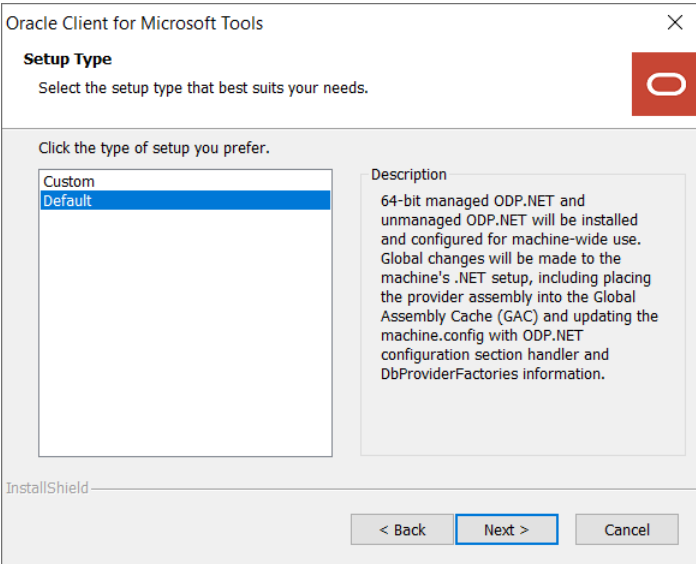 Oracle Client for Microsoft Tools
Setup Type
Select the setup type that best suits your needs.
Click the type of setup you prefer.
Custom
Default
Description
64-bit managed ODP.NET and
unmanaged ODP.NET will be installed
and configured for machine-wide use.
Global changes will be made to the
machine's .NET setup, including placing
the provider assembly into the Global
Assembly Cache (GAC) and updating the
machine.config with ODP.NET
configuration section handler and
DbProviderFactories information.
InstallShield
< Back
Next >
Cancel